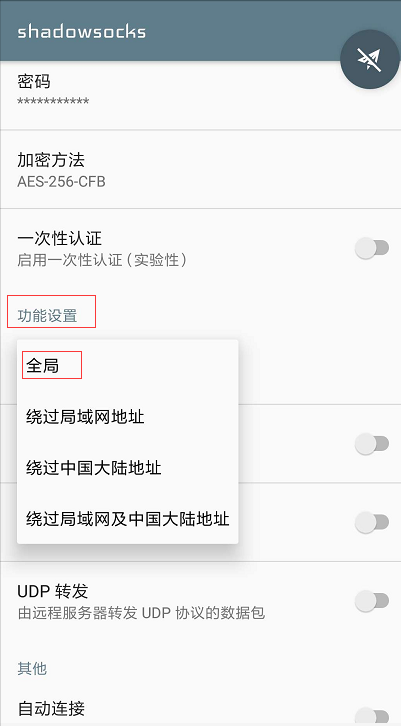 shadowsocks
密码
***********
加密方法
AES-256-CFB
一次性认证
启用一次性认证 (实验性)
功能设置
全局
绕过局域网地址
绕过中国大陆地址
绕过局域网及中国大陆地址
UDP 转发
由远程服务器转发 UDP 协议的数据包
其他
自动连接